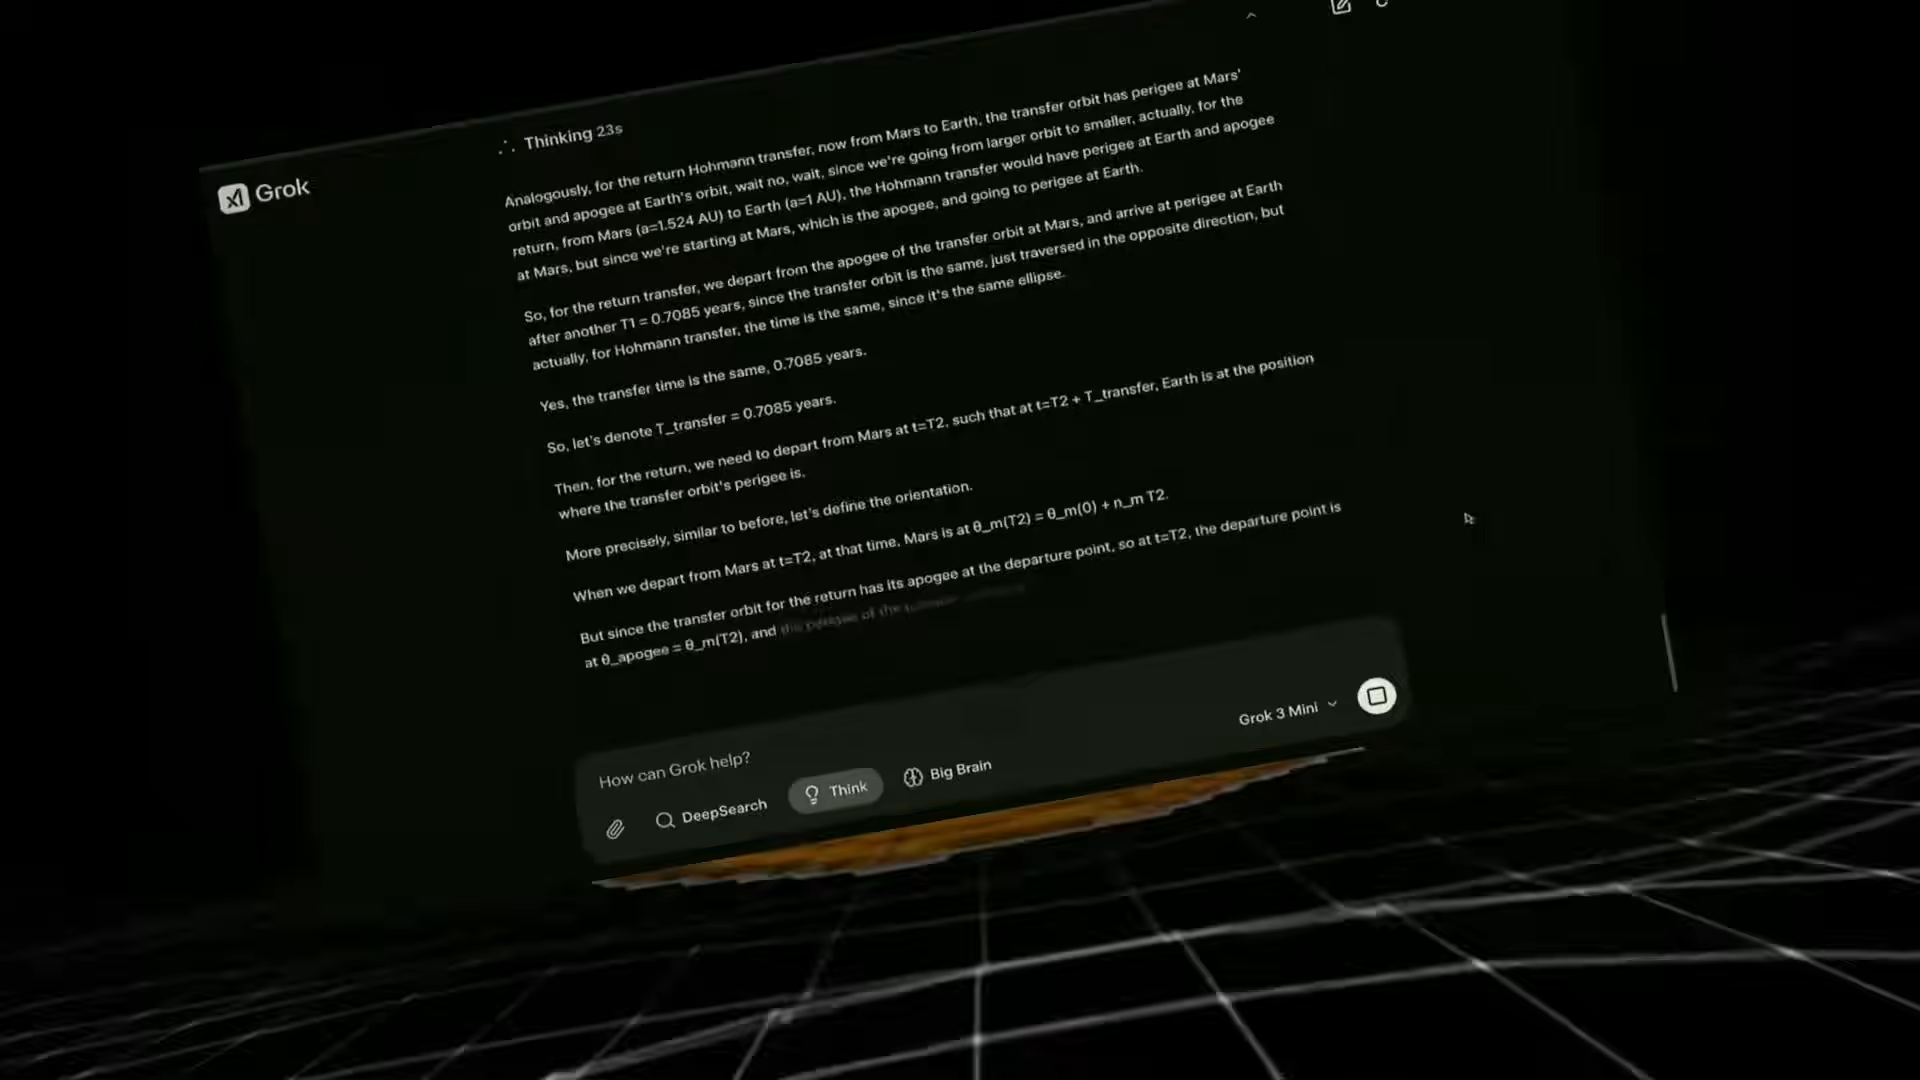 Thinking 23s
Grok
Analogously, for the return Hohmann transfer, now from Mars to Earth, the transfer orbit has perigee at Mars'
orbit and apogee at Earth's orbit, wait no, wait, since we're going from larger orbit to smaller, actually, for the
return, from Mars (a=1.524 AU) to Earth (a=1 AU), the Hohmann transfer would have perigee at Earth and apogee
at Mars, but since we're starting at Mars, which is the apogee, and going to perigee at Earth.
So, for the return transfer, we depart from the apogee of the transfer orbit at Mars, and arrive at perigee at Earth
after another T1 = 0.7085 years, since the transfer orbit is the same, just traversed in the opposite direction, but
actually, for Hohmann transfer, the time is the same, since it's the same ellipse.
Yes, the transfer time is the same, 0.7085 years.
So, let's denote T_transfer = 0.7085 years.
Then, for the return, we need to depart from Mars at t=T2, such that at t=T2 + T_transfer, Earth is at the position
where the transfer orbit's perigee is.
More precisely, similar to before, let's define the orientation.
When we depart from Mars at t=T2, at that time, Mars is at θ_m(T2) = θ_m(0) + n_m T2.
But since the transfer orbit for the return has its apogee at the departure point, so at t=T2, the departure point is
at θ_apogee = θ_m(T2), and the perigee of the
How can Grok help?
Grok 3 Mini
DeepSearch
Think
Big Brain